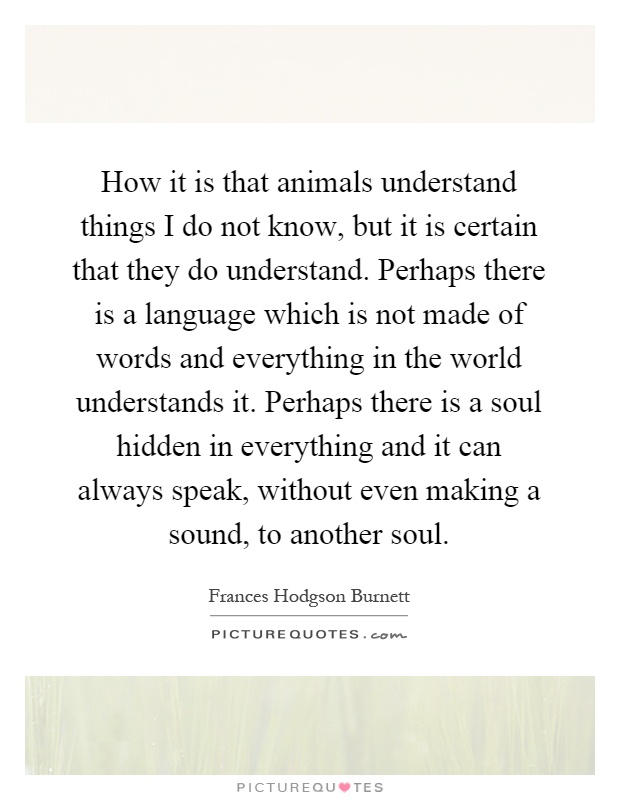 How it is that animals understand
things I do not know, but it is certain
that they do understand. Perhaps there
is a language which is not made of
words and everything in the world
understands it. Perhaps there is a soul
hidden in everything and it can
always speak, without even making a
sound, to another soul.
Frances Hodgson Burnett
PICTUREQUOTES.com
PICTUREQU♥TES